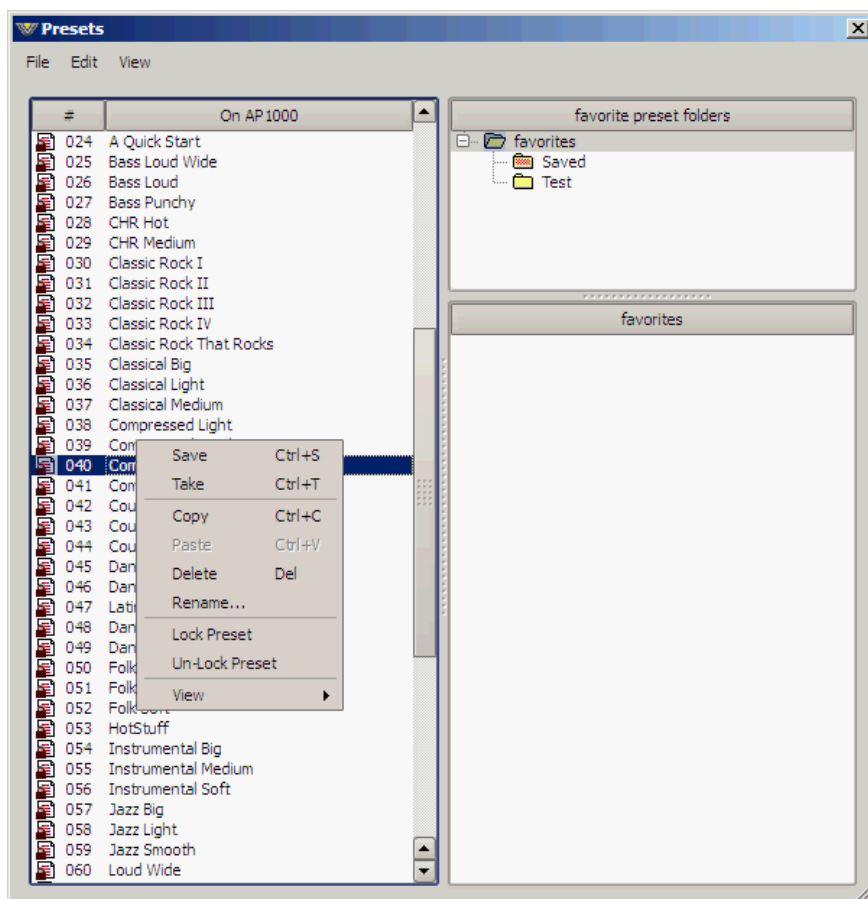 Presets
File Edit View
# On AP1000
024 A Quick Start
025 Bass Loud Wide
026 Bass Loud
027 Bass Punchy
028 CHR Hot
029 CHR Medium
030 Classic Rock I
031 Classic Rock II
032 Classic Rock III
033 Classic Rock IV
034 Classic Rock That Rocks
035 Classical Big
036 Classical Light
037 Classical Medium
038 Compressed Light
039 Com
040 Com
041 Com
042 Cou
043 Cou
044 Cou
045 Dan
046 Dan
047 Lati
048 Dan
049 Dan
050 Folk
051 Folk
052 Folk
053 HotStuff
054 Instrumental Big
055 Instrumental Medium
056 Instrumental Soft
057 Jazz Big
058 Jazz Light
059 Jazz Smooth
060 Loud Wide
Save Ctrl+S
Take Ctrl+T
Copy Ctrl+C
Paste Ctrl+V
Delete Del
Rename...
Lock Preset
Un-Lock Preset
View
favorite preset folders
favorites
Saved
Test
favorites